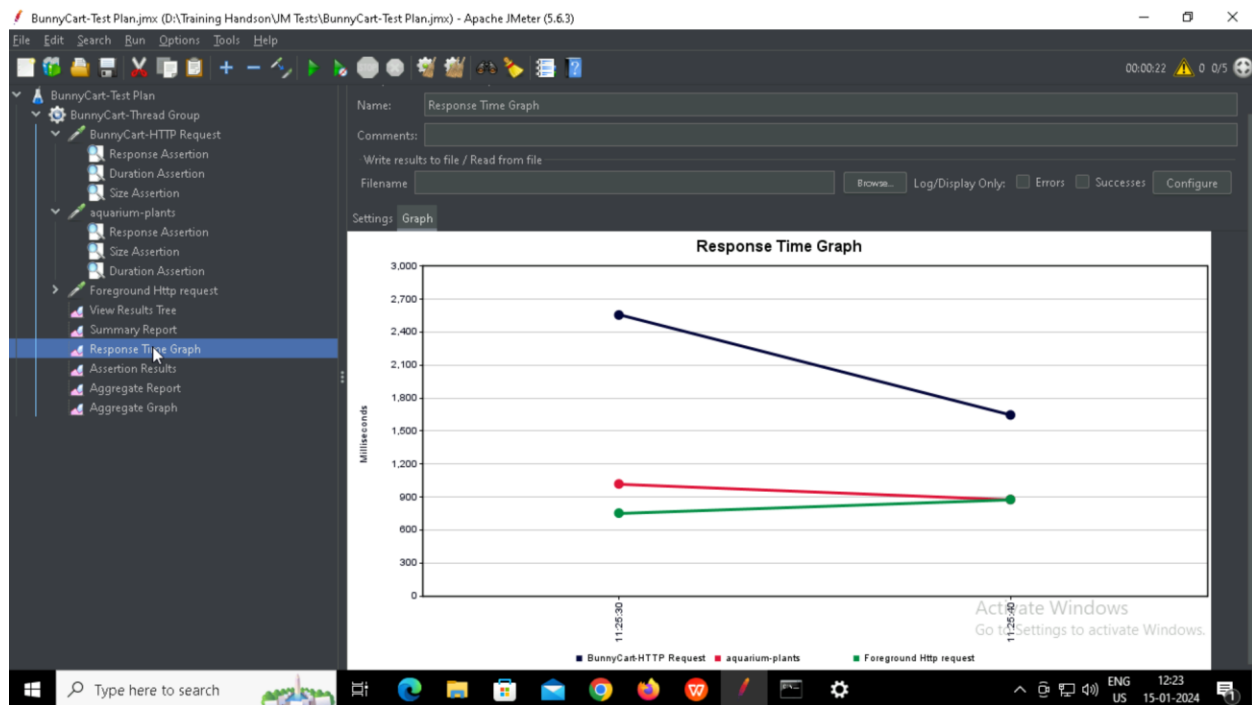 BunnyCart-Test Plan.jmx (D:\Training Handson\JM Tests\BunnyCart-Test Plan.jmx) - Apache JMeter (5.6.3)
File Edit Search Run Options Tools Help
00:00:22 0 0/5
BunnyCart-Test Plan
BunnyCart-Thread Group
BunnyCart-HTTP Request
Response Assertion
Duration Assertion
Size Assertion
aquarium-plants
Response Assertion
Size Assertion
Duration Assertion
Foreground Http request
View Results Tree
Summary Report
Response Time Graph
Assertion Results
Aggregate Report
Aggregate Graph
Name: Response Time Graph
Comments:
Write results to file / Read from file
Filename Browse... Log/Display Only: Errors Successes Configure
Settings Graph
Response Time Graph
Milliseconds
3,000
2,700
2,400
2,100
1,800
1,500
1,200
900
600
300
0
11:25:30 11:25:40
BunnyCart-HTTP Request aquarium-plants Foreground Http request
Activate Windows
Go to Settings to activate Windows.
Type here to search
ENG
US
12:23
15-01-2024
1